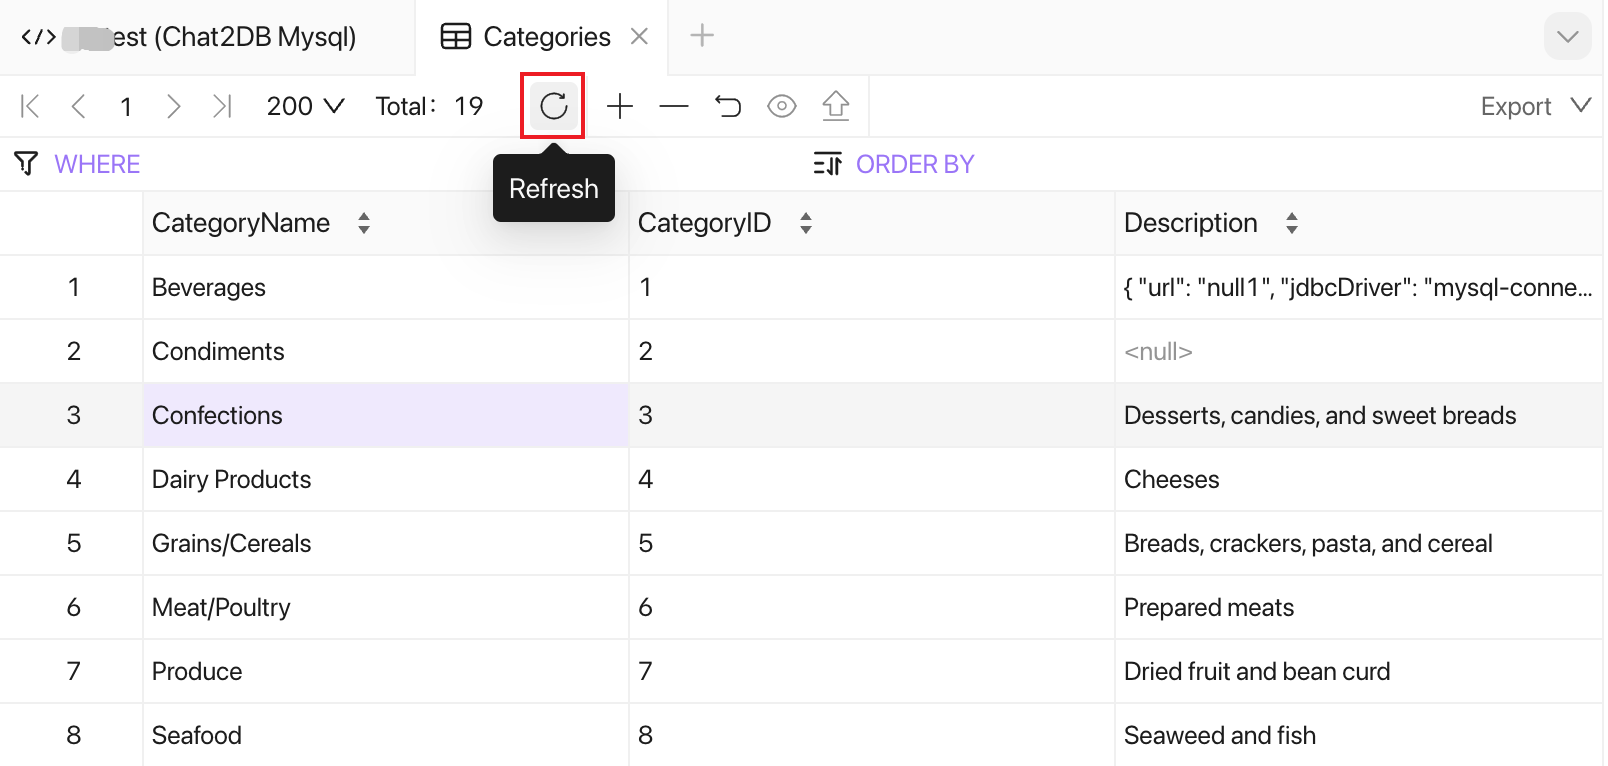 (Chat2DB Mysql) Categories
1 200 Total: 19 Export
WHERE ORDER BY
Refresh
CategoryName CategoryID Description
1 Beverages 1 { "url": "null1", "jdbcDriver": "mysql-conne...
2 Condiments 2 <null>
3 Confections 3 Desserts, candies, and sweet breads
4 Dairy Products 4 Cheeses
5 Grains/Cereals 5 Breads, crackers, pasta, and cereal
6 Meat/Poultry 6 Prepared meats
7 Produce 7 Dried fruit and bean curd
8 Seafood 8 Seaweed and fish